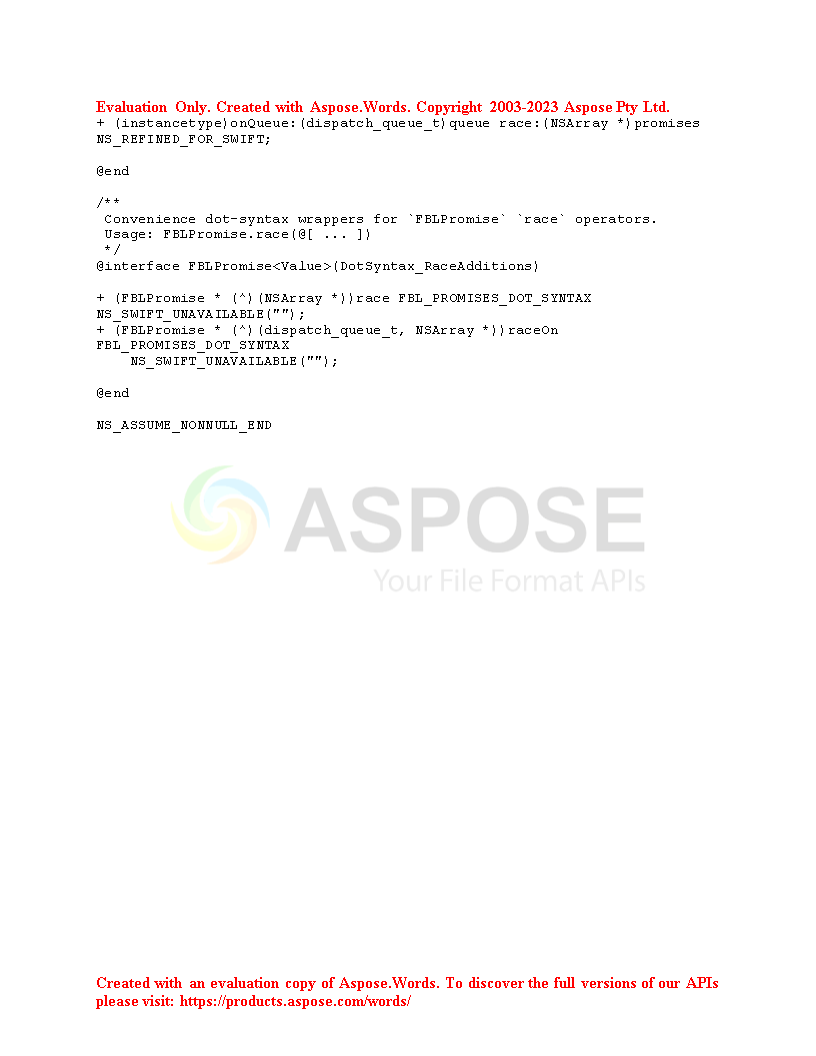 Evaluation Only. Created with Aspose.Words. Copyright 2003-2023 Aspose Pty Ltd.
+ (instancetype)onQueue:(dispatch_queue_t)queue race:(NSArray *)promises
NS_REFINED_FOR_SWIFT;
@end
/**
 Convenience dot-syntax wrappers for `FBLPromise` `race` operators.
 Usage: FBLPromise.race(@[ ... ])
 */
@interface FBLPromise<Value>(DotSyntax_RaceAdditions)
+ (FBLPromise * (^)(NSArray *))race FBL_PROMISES_DOT_SYNTAX
NS_SWIFT_UNAVAILABLE("");
+ (FBLPromise * (^)(dispatch_queue_t, NSArray *))raceOn
FBL_PROMISES_DOT_SYNTAX
    NS_SWIFT_UNAVAILABLE("");
@end
NS_ASSUME_NONNULL_END
ASPOSE
Your File Format APIs
Created with an evaluation copy of Aspose.Words. To discover the full versions of our APIs
please visit: https://products.aspose.com/words/